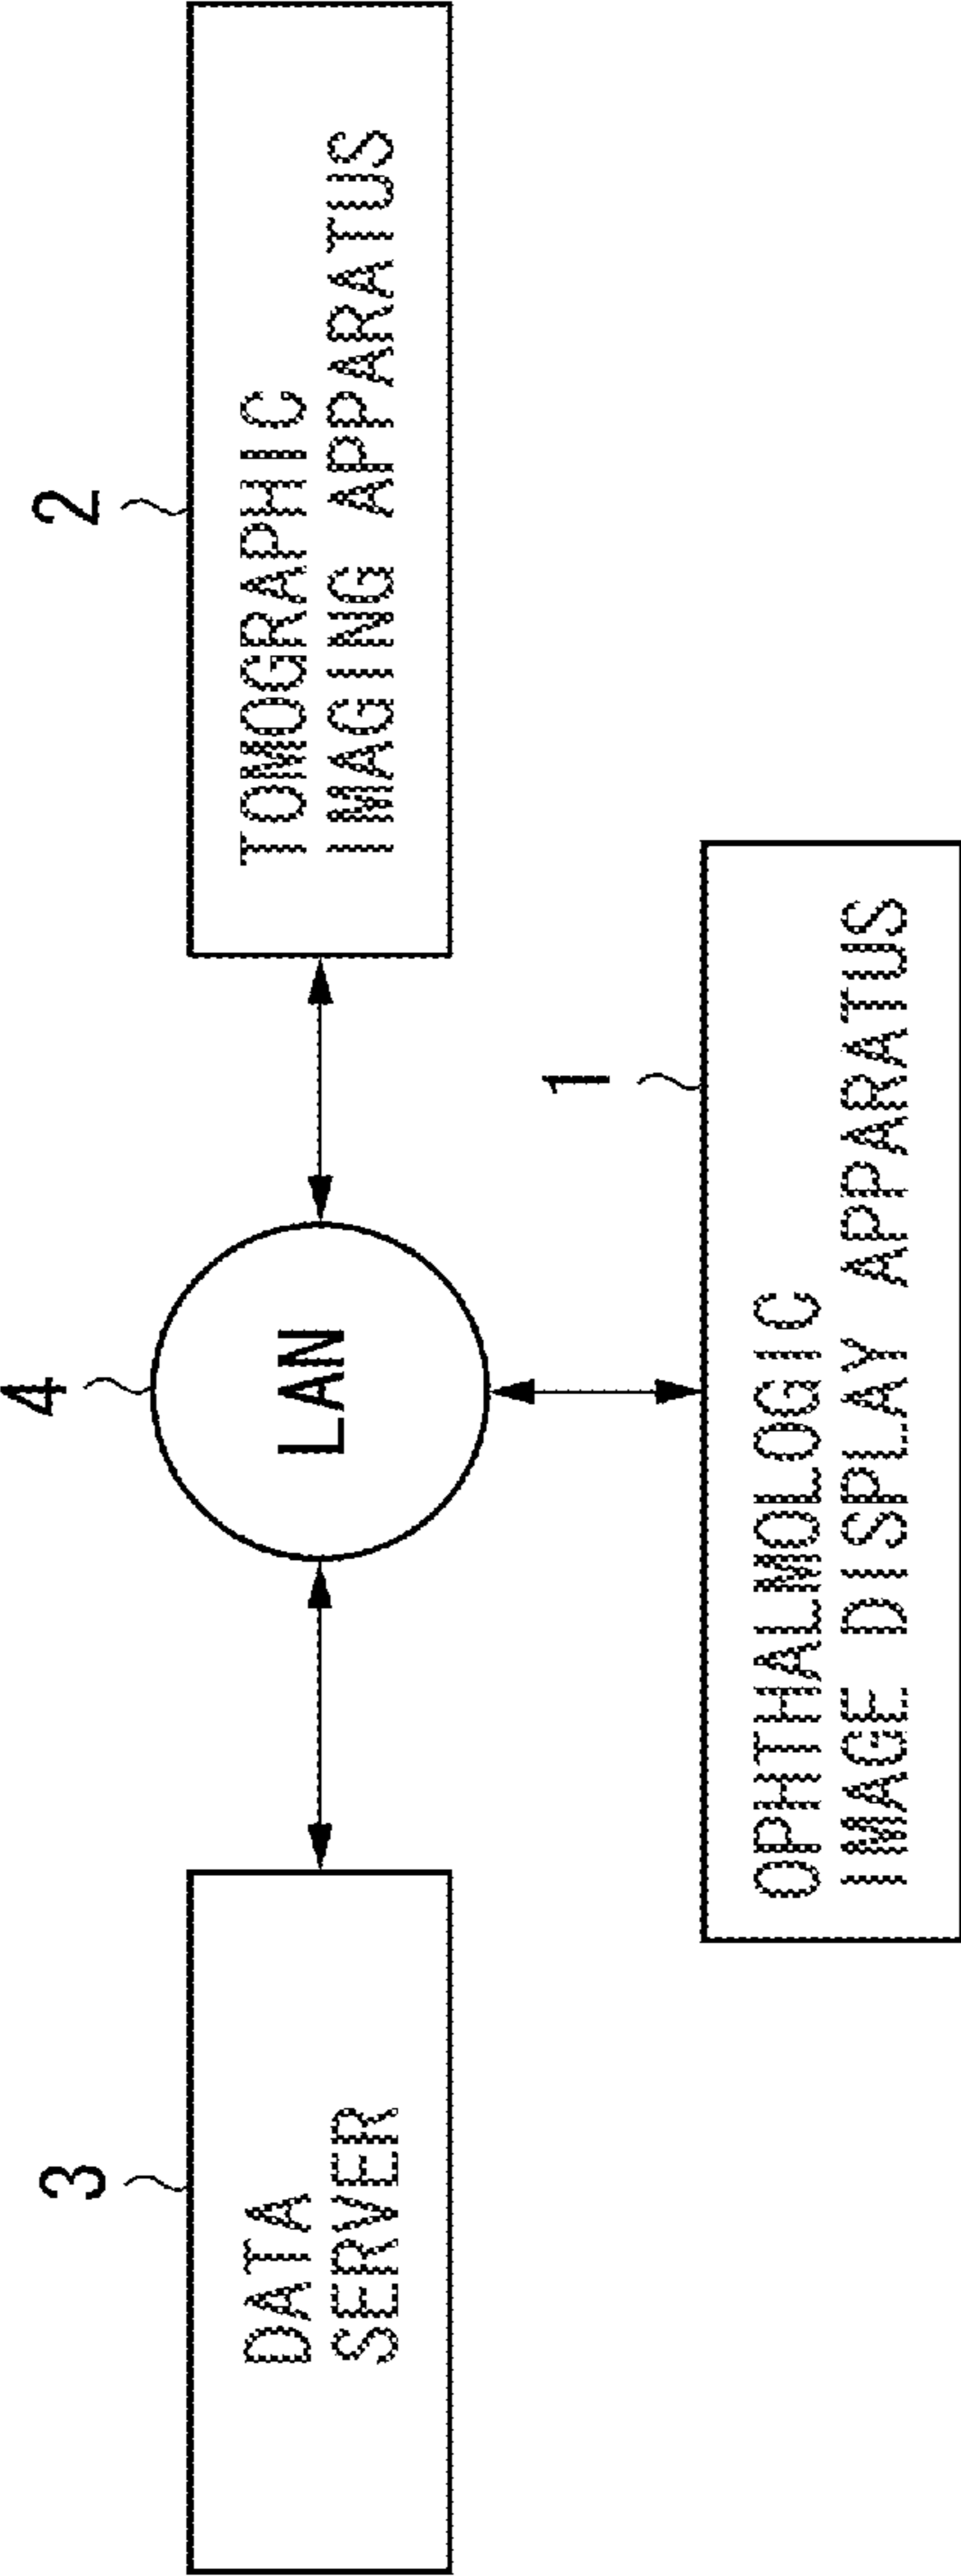 3
DATA
SERVER
4
LAN
2
TOMOGRAPHIC
IMAGING APPARATUS
1
OPHTHALMOLOGIC
IMAGE DISPLAY APPARATUS